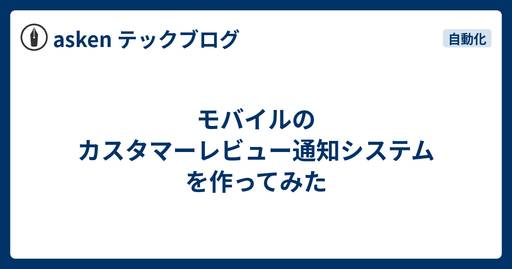 asken テックブログ
自動化
モバイルの
カスタマーレビュー通知システム
を作ってみた